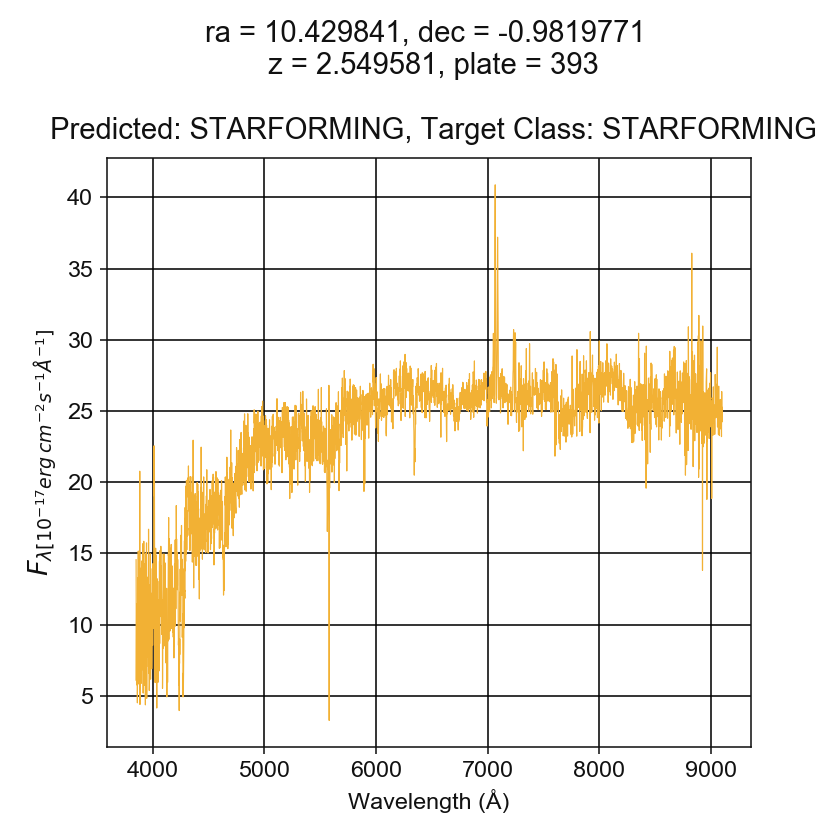 ra = 10.429841, dec = -0.9819771
z = 2.549581, plate = 393
Predicted: STARFORMING, Target Class: STARFORMING
40
35
30
25
20
15
10
5
4000 5000 6000 7000 8000 9000
Wavelength (Å)
Fλ[10⁻¹⁷erg cm⁻²s⁻¹Å⁻¹]